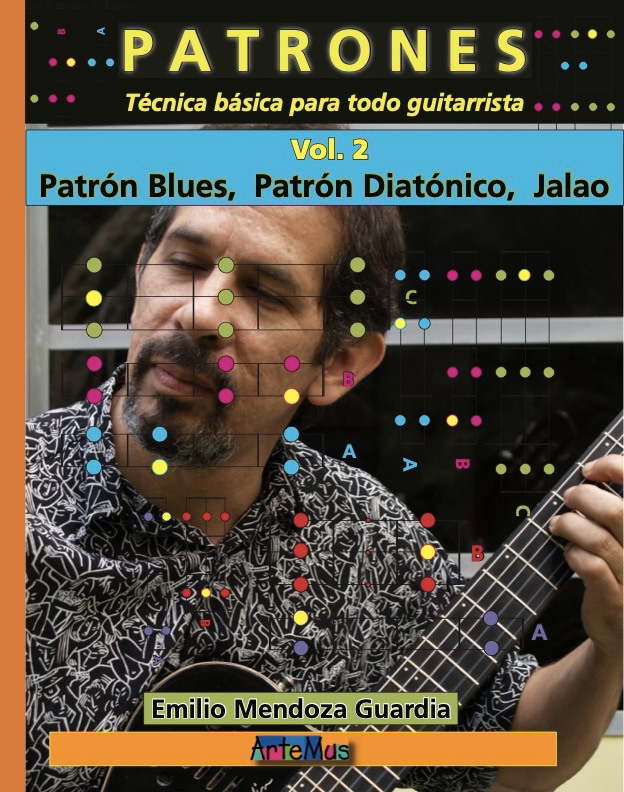 B A
PATRONES
Técnica básica para todo guitarrista
Vol. 2
Patrón Blues, Patrón Diatónico, Jalao
C
B
A
A
B
C
B
B
A
A
Emilio Mendoza Guardia
ArteMus